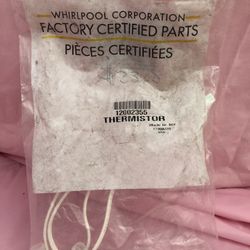 WHIRLPOOL CORPORATION
FACTORY CERTIFIED PARTS
PIÈCES CERTIFIÉES
12002355
THERMISTOR